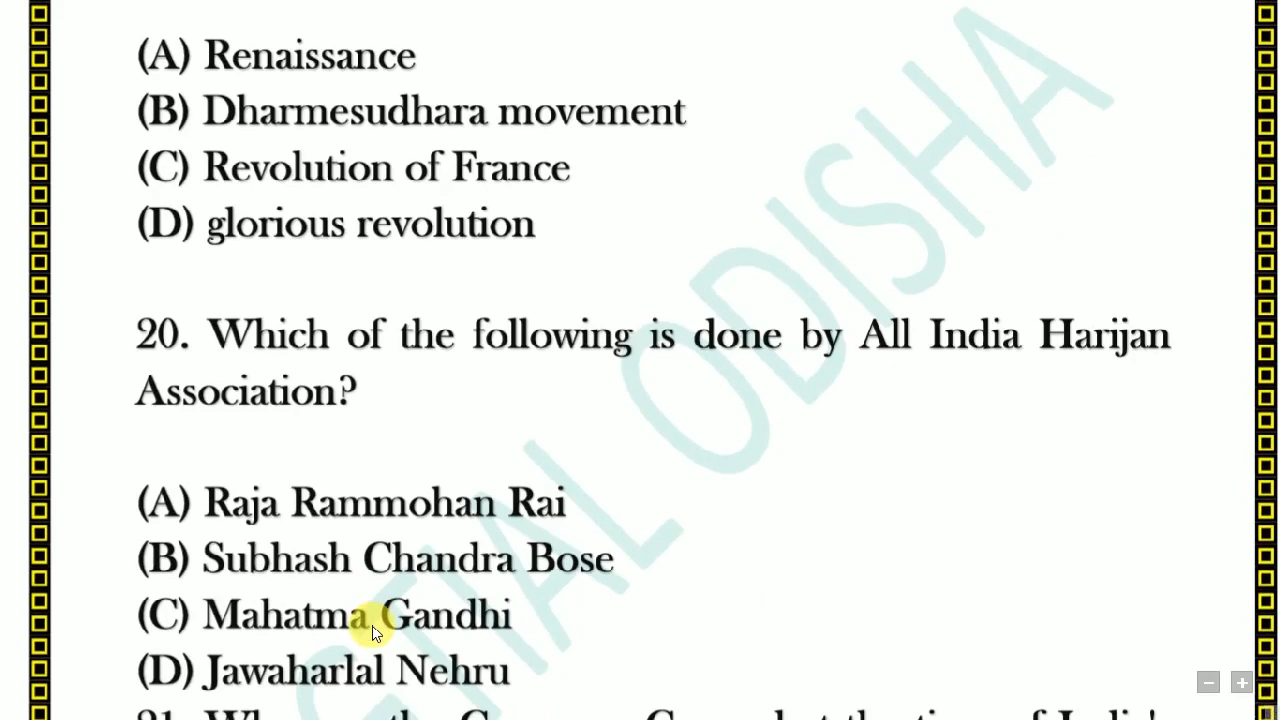 (A) Renaissance
(B) Dharmesudhara movement
(C) Revolution of France
(D) glorious revolution
20. Which of the following is done by All India Harijan
Association?
(A) Raja Rammohan Rai
(B) Subhash Chandra Bose
(C) Mahatma Gandhi
(D) Jawaharlal Nehru
ODISHA